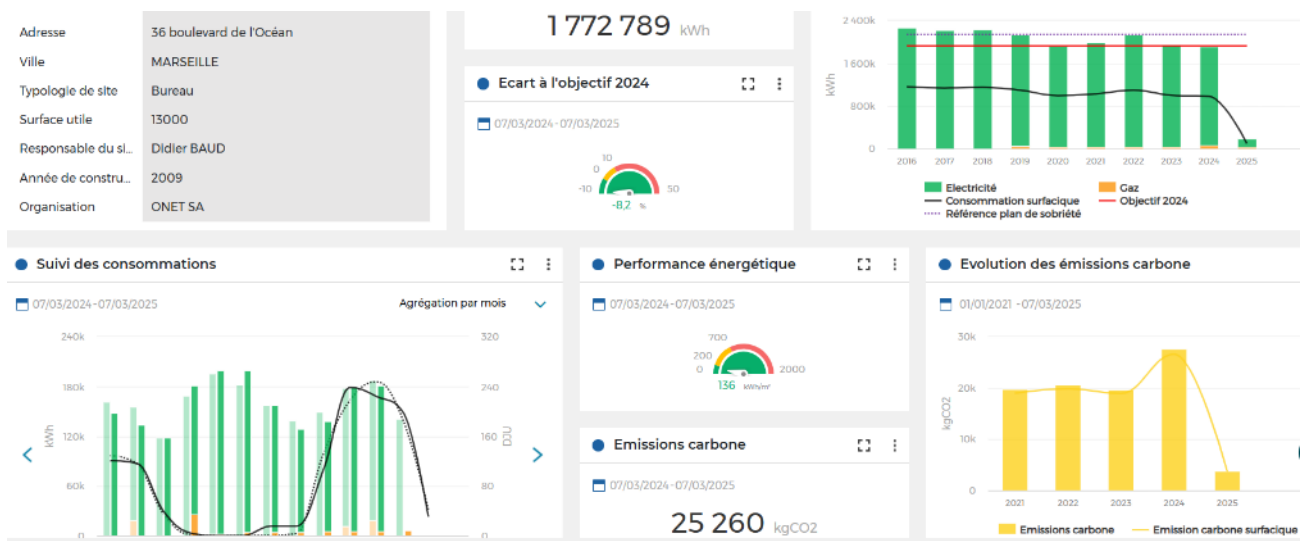 Adresse 36 boulevard de l'Océan
Ville MARSEILLE
Typologie de site Bureau
Surface utile 13000
Responsable du si... Didier BAUD
Année de constru... 2009
Organisation ONET SA
1 772 789 kWh
Ecart à l'objectif 2024
07/03/2024-07/03/2025
10
0
-10 50
-8,2 %
2 400k
1600k
800k
0
kWh
2016 2017 2018 2019 2020 2021 2022 2023 2024 2025
Electricité Gaz
Consommation surfacique Objectif 2024
Référence plan de sobriété
Suivi des consommations
07/03/2024-07/03/2025 Agrégation par mois
240k 320
180k 240
120k 160
60k 80
0 0
kWh
DJU
Performance énergétique
07/03/2024-07/03/2025
700
200
0 2000
136 kWh/m²
Emissions carbone
07/03/2024-07/03/2025
25 260 kgCO2
Evolution des émissions carbone
01/01/2021 -07/03/2025
30k
20k
10k
0
kgCO2
2021 2022 2023 2024 2025
Emissions carbone Emission carbone surfacique